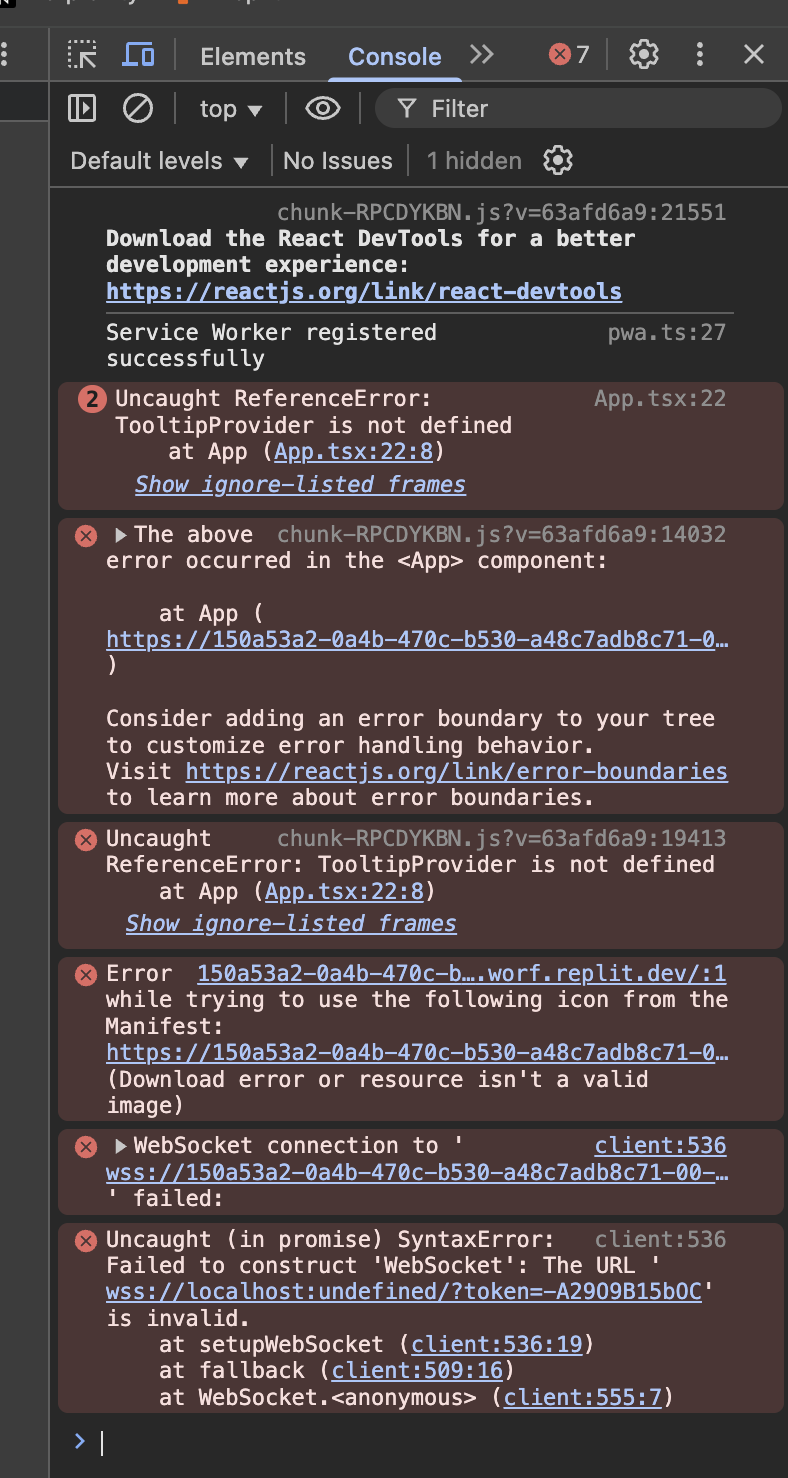 Elements
Console
7
top
Filter
Default levels
No Issues
1 hidden
chunk-RPCDYKBN.js?v=63afd6a9:21551
Download the React DevTools for a better
development experience:
https://reactjs.org/link/react-devtools
Service Worker registered pwa.ts:27
successfully
2 Uncaught ReferenceError: App.tsx:22
TooltipProvider is not defined
at App (App.tsx:22:8)
Show ignore-listed frames
The above chunk-RPCDYKBN.js?v=63afd6a9:14032
error occurred in the <App> component:
at App (
https://150a53a2-0a4b-470c-b530-a48c7adb8c71-0…
)
Consider adding an error boundary to your tree
to customize error handling behavior.
Visit https://reactjs.org/link/error-boundaries
to learn more about error boundaries.
Uncaught chunk-RPCDYKBN.js?v=63afd6a9:19413
ReferenceError: TooltipProvider is not defined
at App (App.tsx:22:8)
Show ignore-listed frames
Error 150a53a2-0a4b-470c-b….worf.replit.dev/:1
while trying to use the following icon from the
Manifest:
https://150a53a2-0a4b-470c-b530-a48c7adb8c71-0…
(Download error or resource isn't a valid
image)
WebSocket connection to ' client:536
wss://150a53a2-0a4b-470c-b530-a48c7adb8c71-00-…
' failed:
Uncaught (in promise) SyntaxError: client:536
Failed to construct 'WebSocket': The URL '
wss://localhost:undefined/?token=-A29O9B15bOC'
is invalid.
at setupWebSocket (client:536:19)
at fallback (client:509:16)
at WebSocket.<anonymous> (client:555:7)